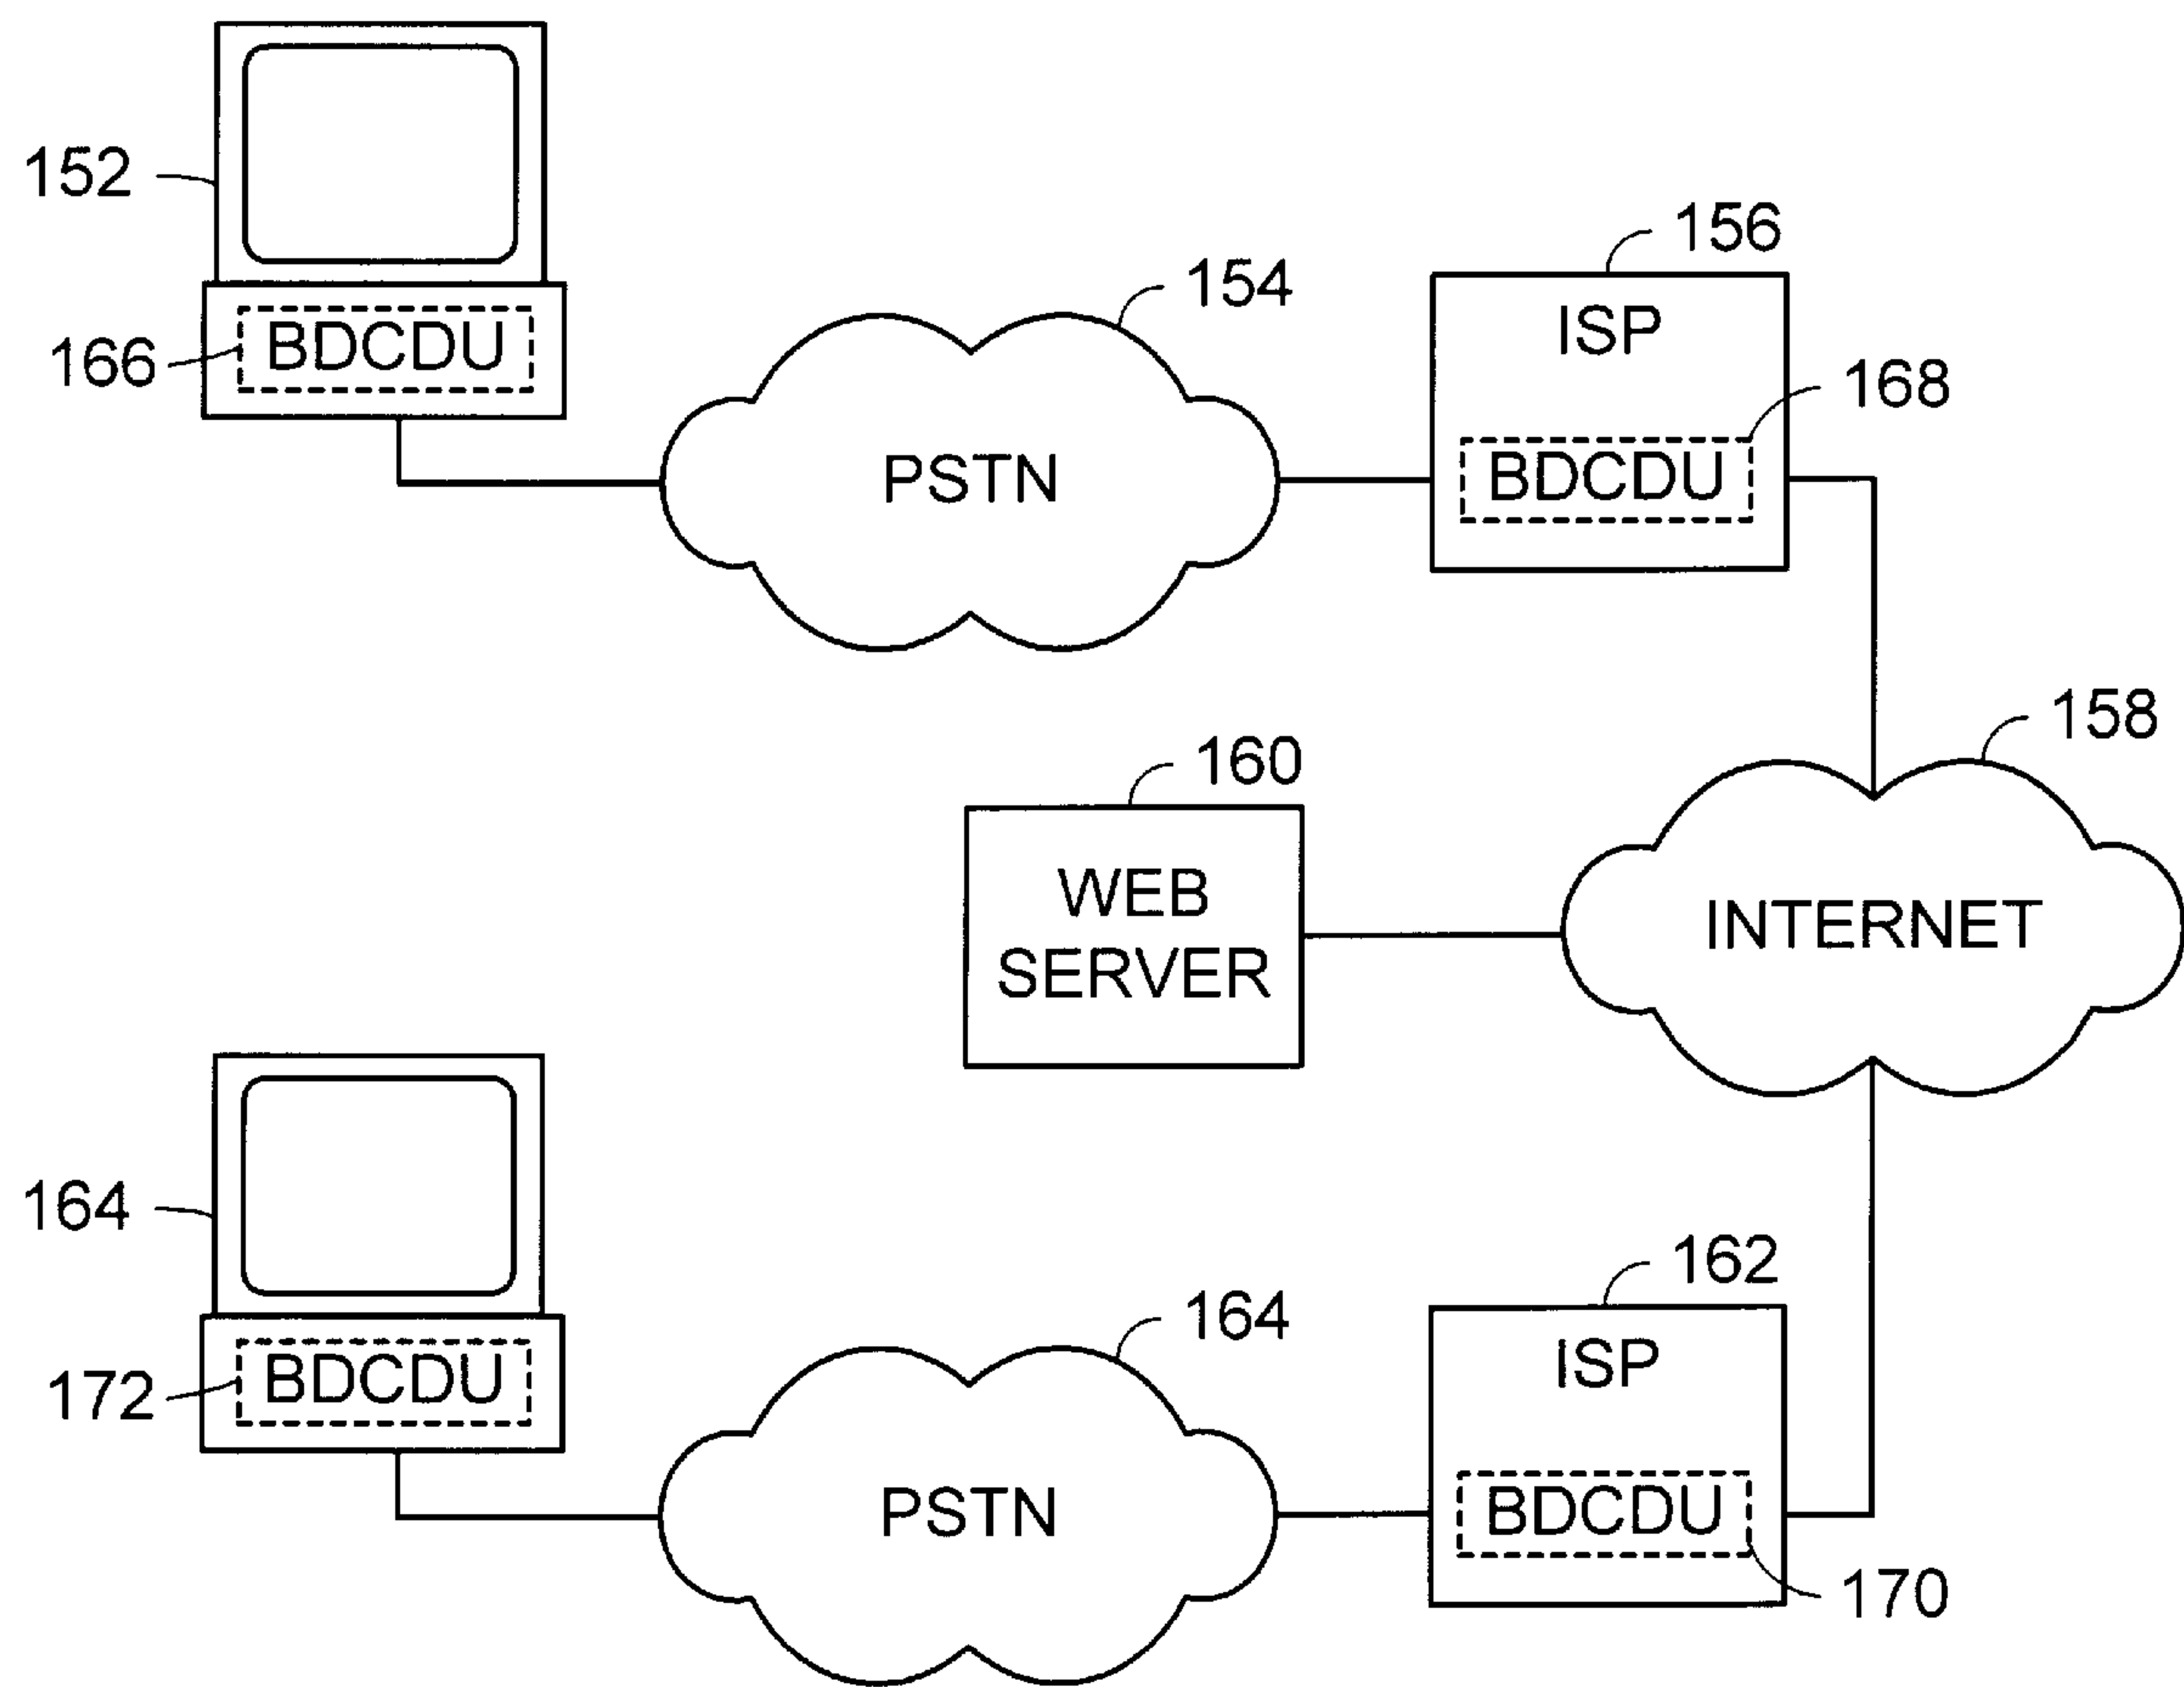 152
166
BDCDU
154
PSTN
156
ISP
168
BDCDU
158
INTERNET
160
WEB
SERVER
164
172
BDCDU
164
PSTN
162
ISP
BDCDU
170